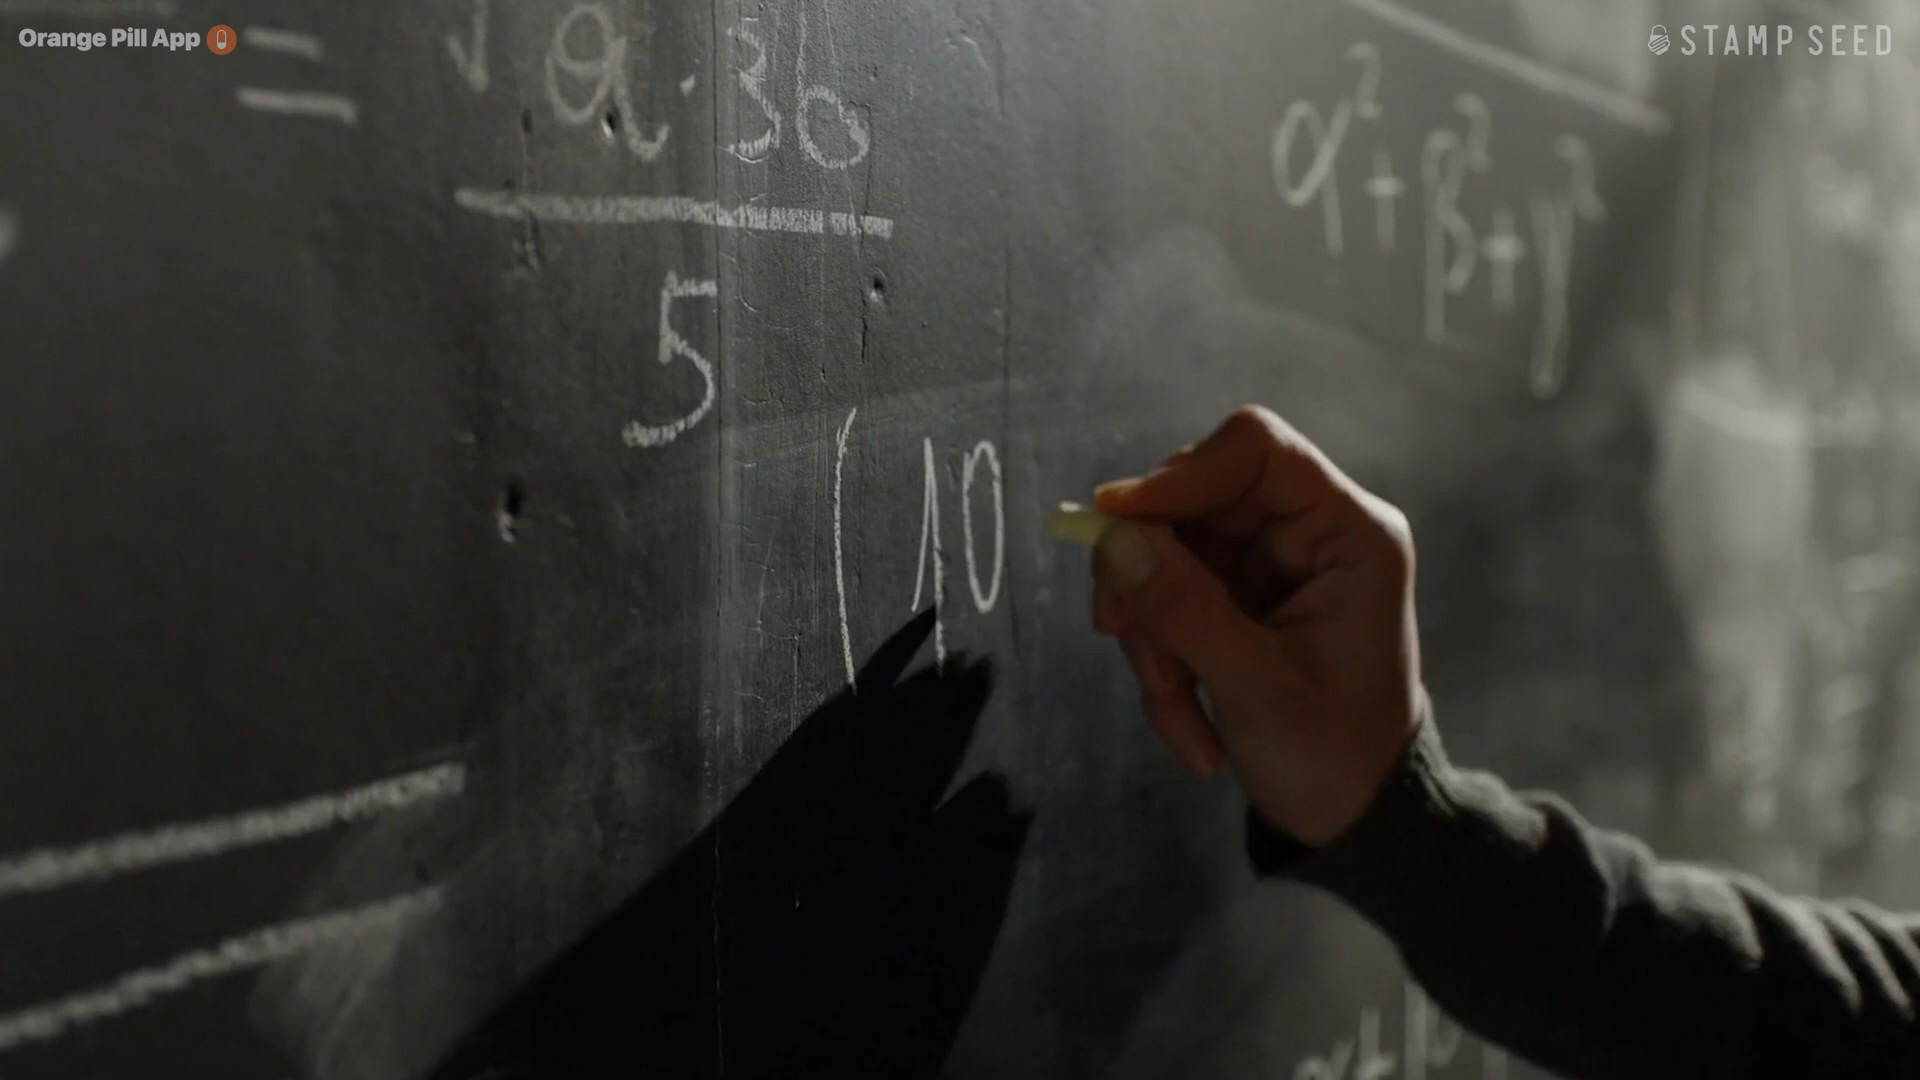 Orange Pill App
STAMP SEED
= √a·36
5
(10
α²+β²+γ²